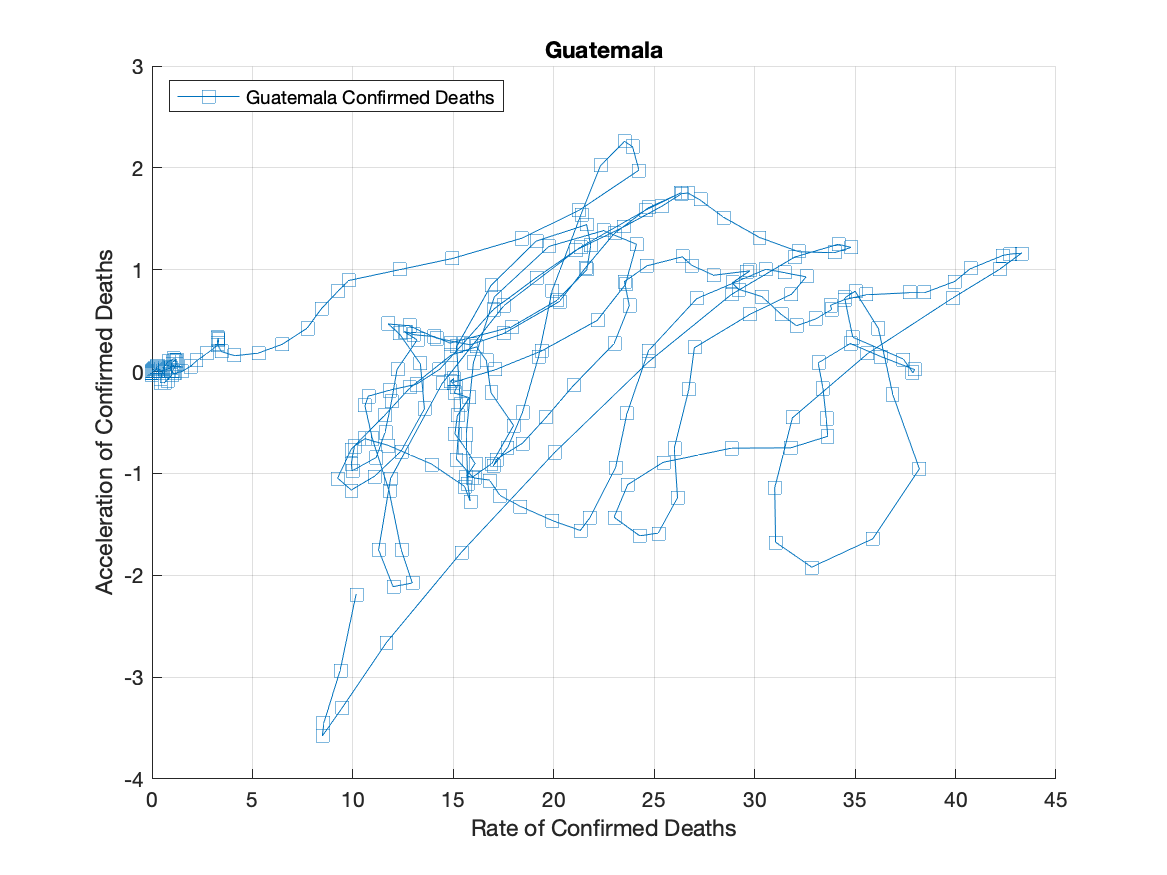 Guatemala
Guatemala Confirmed Deaths
3
2
1
0
-1
-2
-3
-4
Acceleration of Confirmed Deaths
0 5 10 15 20 25 30 35 40 45
Rate of Confirmed Deaths